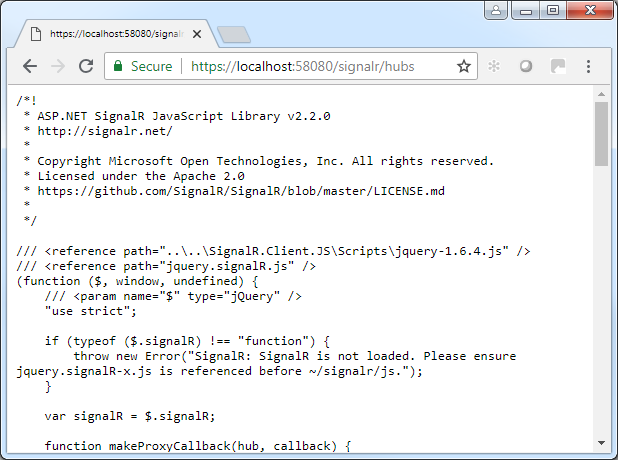 https://localhost:58080/signalr
Secure
https://localhost:58080/signalr/hubs
/*!
 * ASP.NET SignalR JavaScript Library v2.2.0
 * http://signalr.net/
 *
 * Copyright Microsoft Open Technologies, Inc. All rights reserved.
 * Licensed under the Apache 2.0
 * https://github.com/SignalR/SignalR/blob/master/LICENSE.md
 *
 */
/// <reference path="..\..\SignalR.Client.JS\Scripts\jquery-1.6.4.js" />
/// <reference path="jquery.signalR.js" />
(function ($, window, undefined) {
    /// <param name="$" type="jQuery" />
    "use strict";
    if (typeof ($.signalR) !== "function") {
        throw new Error("SignalR: SignalR is not loaded. Please ensure
jquery.signalR-x.js is referenced before ~/signalr/js.");
    }
    var signalR = $.signalR;
    function makeProxyCallback(hub, callback) {